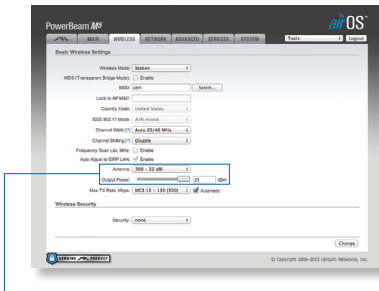 PowerBeam M5
airOS
MAIN WIRELESS NETWORK ADVANCED SERVICES SYSTEM Tools: Logout
Basic Wireless Settings
Wireless Mode: Station
WDS (Transparent Bridge Mode): Enable
SSID: ubnt Select...
Lock to AP MAC:
Country Code: United States
IEEE 802.11 Mode: A/N mixed
Channel Width:[?] Auto 20/40 MHz
Channel Shifting:[?] Disable
Frequency Scan List, MHz: Enable
Auto Adjust to EIRP Limit: Enable
Antenna: 300 - 22 dBi
Output Power: 23 dBm
Max TX Rate, Mbps: MCS 15 - 130 [300] Automatic
Wireless Security
Security: none
Change
GENUINE PRODUCT
© Copyright 2006-2012 Ubiquiti Networks, Inc.